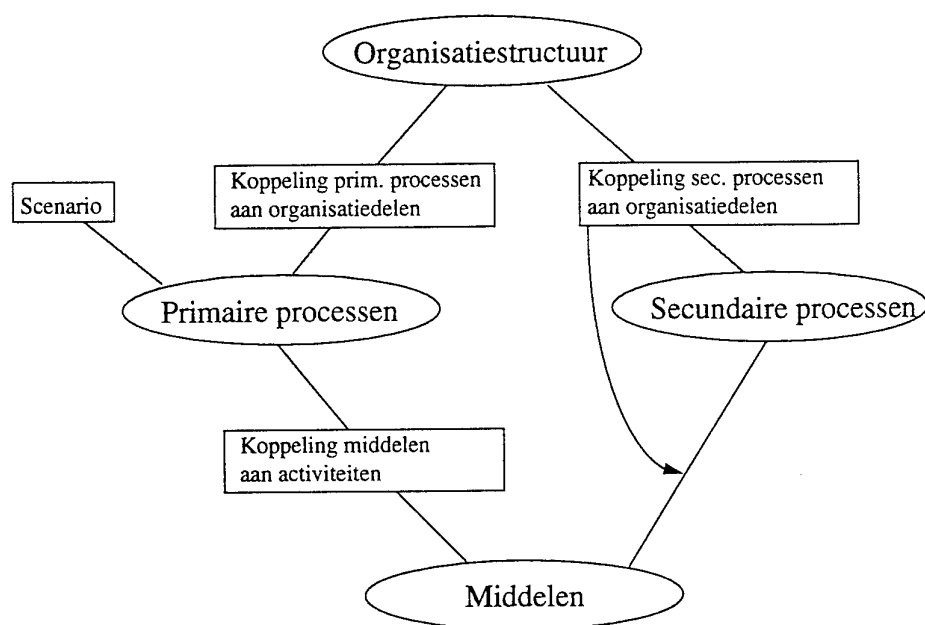 Organisatiestructuur
Koppeling prim. processen
aan organisatiedelen
Koppeling sec. processen
aan organisatiedelen
Scenario
Primaire processen
Secundaire processen
Koppeling middelen
aan activiteiten
Middelen